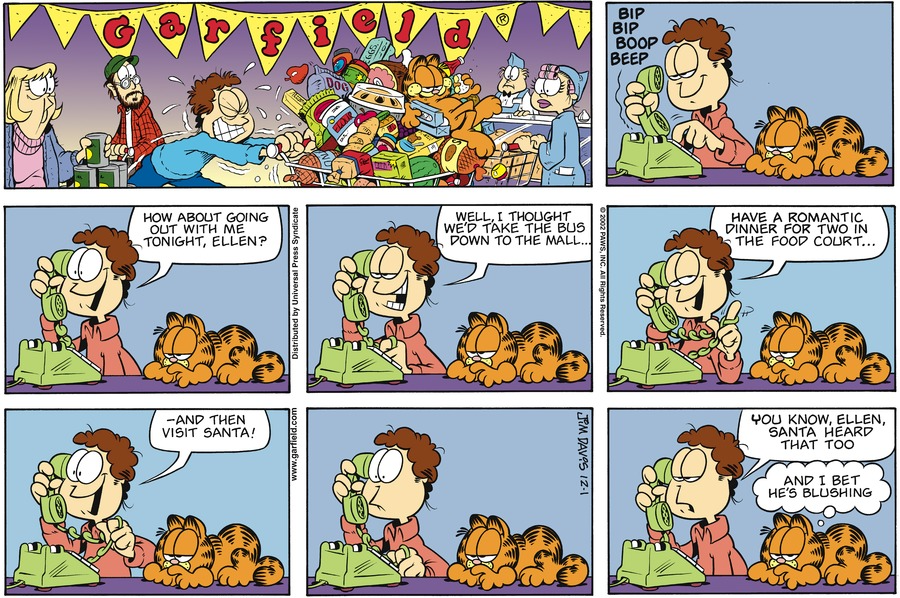 Garfield®
DOG
BIP
BIP
BOOP
BEEP
HOW ABOUT GOING
OUT WITH ME
TONIGHT, ELLEN?
Distributed by Universal Press Syndicate
WELL, I THOUGHT
WE'D TAKE THE BUS
DOWN TO THE MALL...
© 2002 PAWS, INC. All Rights Reserved.
HAVE A ROMANTIC
DINNER FOR TWO IN
THE FOOD COURT...
-AND THEN
VISIT SANTA!
www.garfield.com
JIM DAVIS 12-1
YOU KNOW, ELLEN,
SANTA HEARD
THAT TOO
AND I BET
HE'S BLUSHING